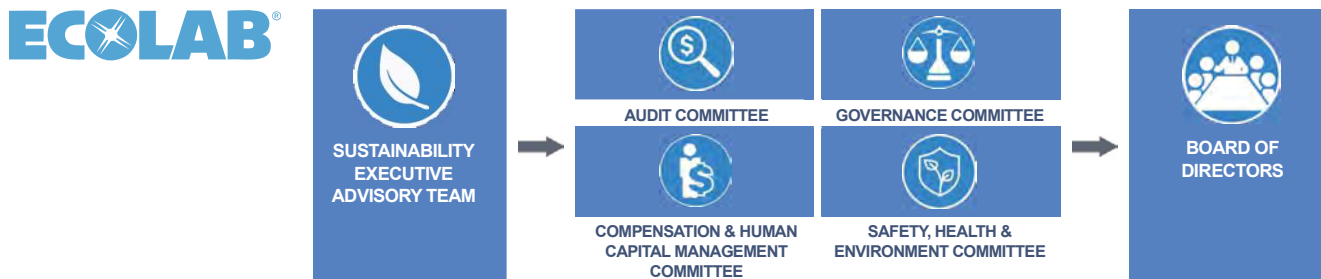 ECOLAB®
SUSTAINABILITY
EXECUTIVE
ADVISORY TEAM
$
AUDIT COMMITTEE
GOVERNANCE COMMITTEE
$
COMPENSATION & HUMAN
CAPITAL MANAGEMENT
COMMITTEE
SAFETY, HEALTH &
ENVIRONMENT COMMITTEE
BOARD OF
DIRECTORS